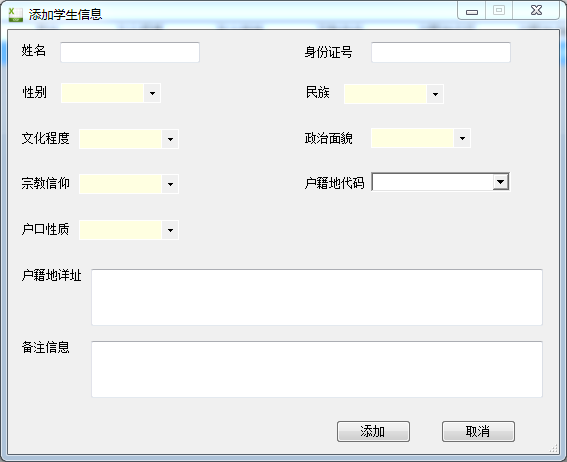 添加学生信息
姓名 身份证号
性别 民族
文化程度 政治面貌
宗教信仰 户籍地代码
户口性质
户籍地详址
备注信息
添加 取消